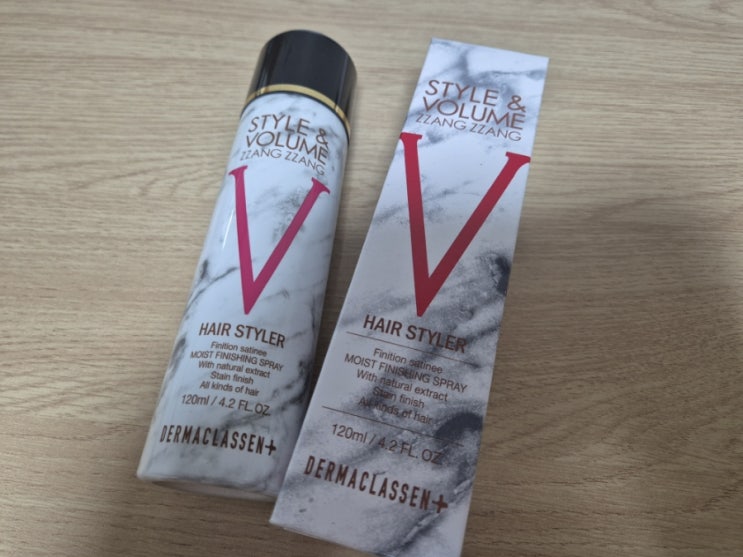 STYLE &
VOLUME
ZZANG ZZANG
V
HAIR STYLER
Finition satinee
MOIST FINISHING SPRAY
With natural extract
Stain finish
All kinds of hair
120ml / 4.2 FL.OZ
DERMACLASSEN+
STYLE &
VOLUME
ZZANG ZZANG
V
HAIR STYLER
Finition satinee
MOIST FINISHING SPRAY
With natural extract
Stain finish
All kinds of hair
120ml / 4.2 FL.OZ
DERMACLASSEN+